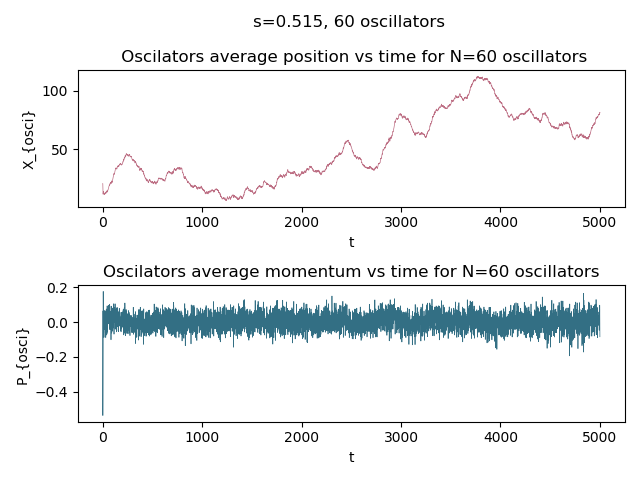 s=0.515, 60 oscillators
Oscilators average position vs time for N=60 oscillators
100
50
X_{osci}
0 1000 2000 3000 4000 5000
t
Oscilators average momentum vs time for N=60 oscillators
0.2
0.0
−0.2
−0.4
P_{osci}
0 1000 2000 3000 4000 5000
t